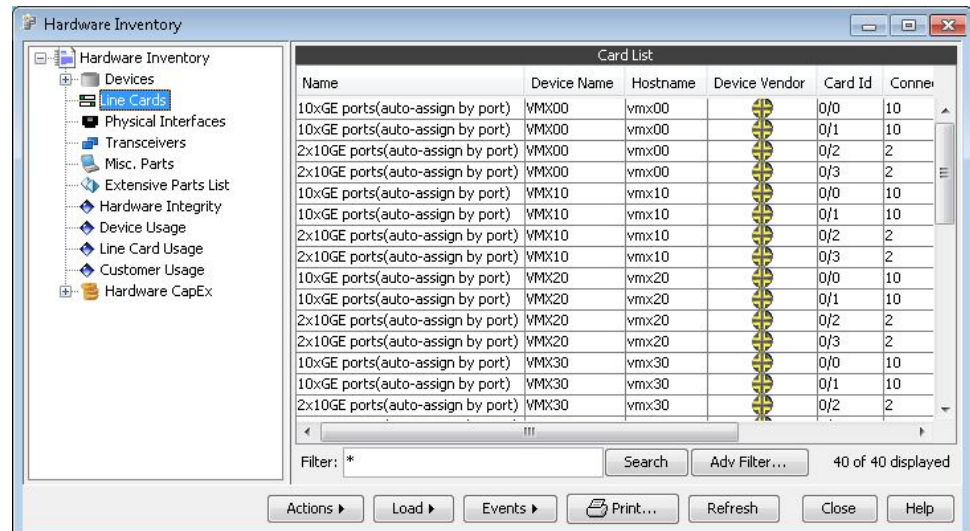 Hardware Inventory
Hardware Inventory
Devices
Line Cards
Physical Interfaces
Transceivers
Misc. Parts
Extensive Parts List
Hardware Integrity
Device Usage
Line Card Usage
Customer Usage
Hardware CapEx
Card List
Name Device Name Hostname Device Vendor Card Id Connec
10xGE ports(auto-assign by port) VMX00 vmx00 0/0 10
10xGE ports(auto-assign by port) VMX00 vmx00 0/1 10
2x10GE ports(auto-assign by port) VMX00 vmx00 0/2 2
2x10GE ports(auto-assign by port) VMX00 vmx00 0/3 2
10xGE ports(auto-assign by port) VMX10 vmx10 0/0 10
10xGE ports(auto-assign by port) VMX10 vmx10 0/1 10
2x10GE ports(auto-assign by port) VMX10 vmx10 0/2 2
2x10GE ports(auto-assign by port) VMX10 vmx10 0/3 2
10xGE ports(auto-assign by port) VMX20 vmx20 0/0 10
10xGE ports(auto-assign by port) VMX20 vmx20 0/1 10
2x10GE ports(auto-assign by port) VMX20 vmx20 0/2 2
2x10GE ports(auto-assign by port) VMX20 vmx20 0/3 2
10xGE ports(auto-assign by port) VMX30 vmx30 0/0 10
10xGE ports(auto-assign by port) VMX30 vmx30 0/1 10
2x10GE ports(auto-assign by port) VMX30 vmx30 0/2 2
Filter: * Search Adv Filter... 40 of 40 displayed
Actions Load Events Print... Refresh Close Help